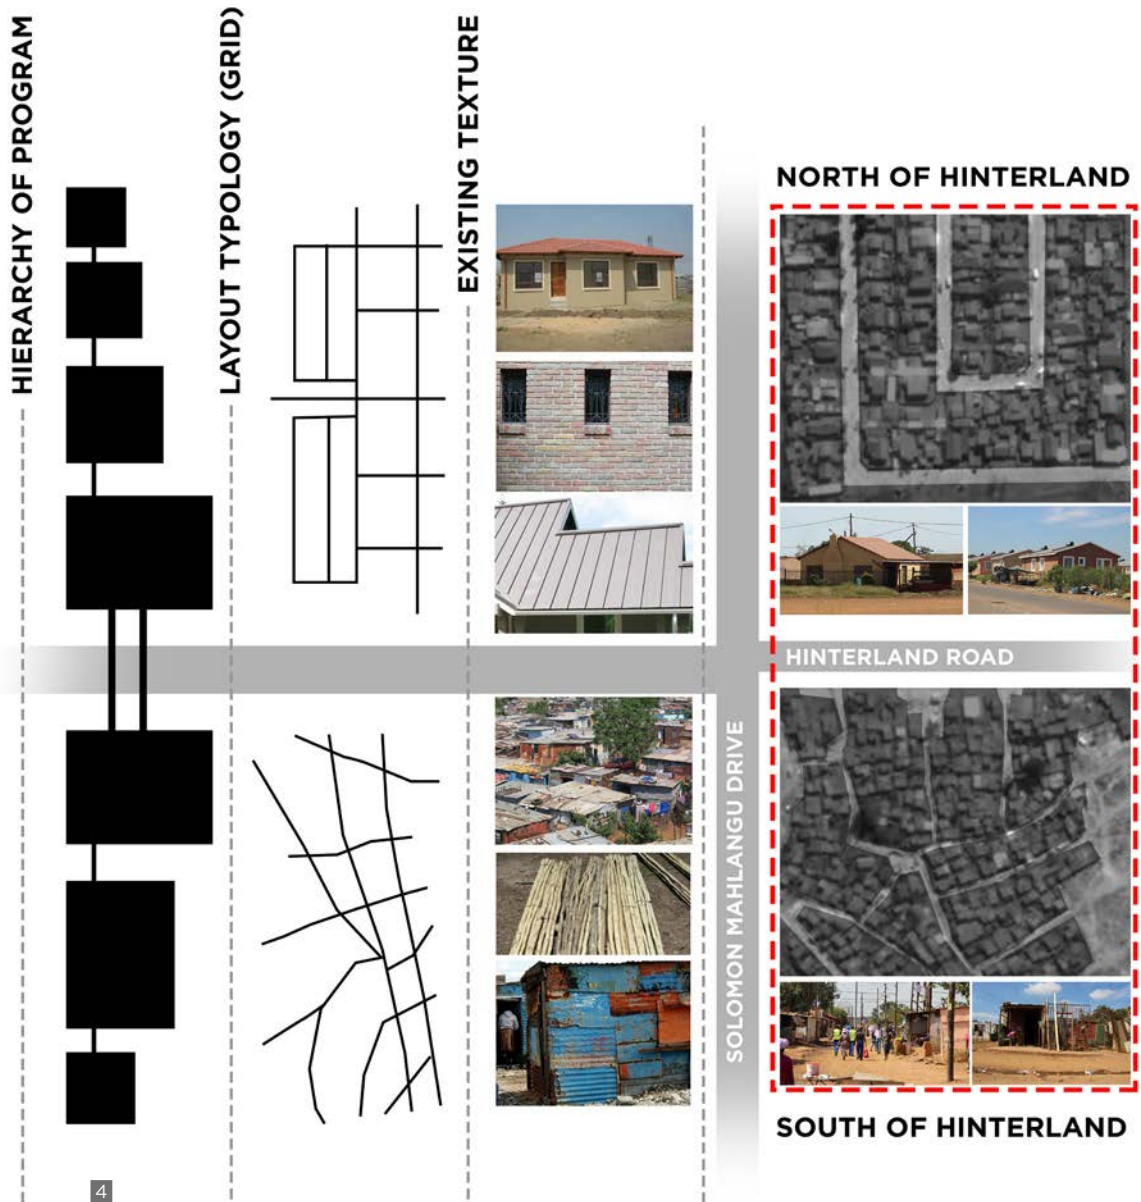 HIERARCHY OF PROGRAM
LAYOUT TYPOLOGY (GRID)
EXISTING TEXTURE
NORTH OF HINTERLAND
HINTERLAND ROAD
SOLOMON MAHLANGU DRIVE
SOUTH OF HINTERLAND
4